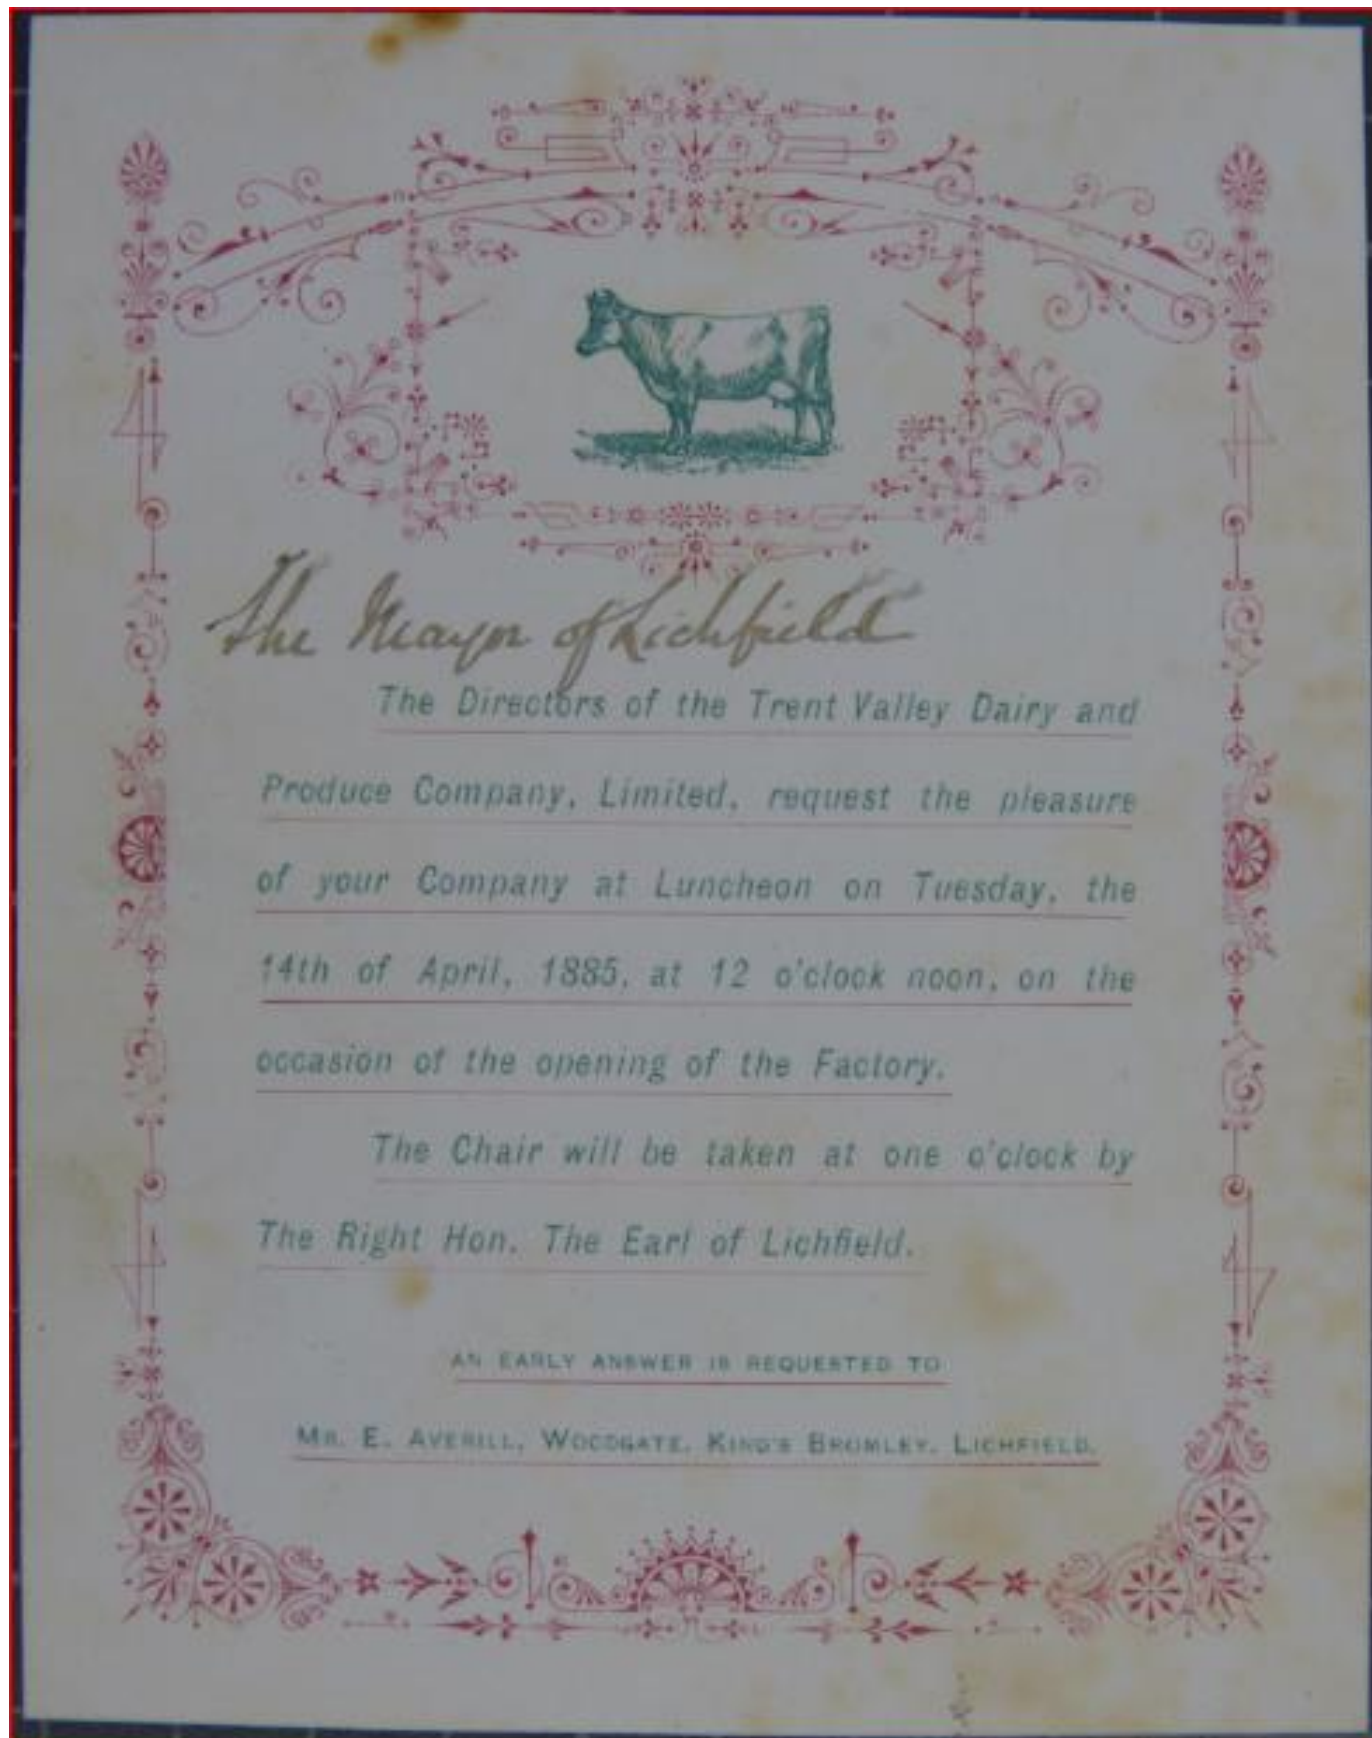 The Mayor of Lichfield
The Directors of the Trent Valley Dairy and
Produce Company, Limited, request the pleasure
of your Company at Luncheon on Tuesday, the
14th of April, 1885, at 12 o'clock noon, on the
occasion of the opening of the Factory.
The Chair will be taken at one o'clock by
The Right Hon. The Earl of Lichfield.
AN EARLY ANSWER IS REQUESTED TO
MR. E. AVERILL, WOODGATE, KING'S BROMLEY, LICHFIELD.